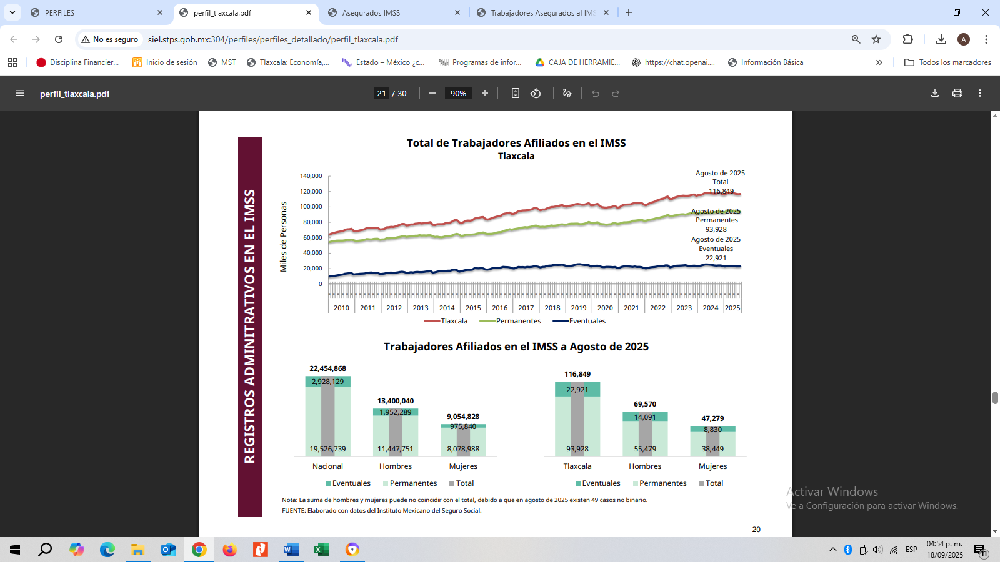 PERFILES
perfil_tlaxcala.pdf
Asegurados IMSS
Trabajadores Asegurados al IMS
No es seguro
siel.stps.gob.mx:304/perfiles/perfiles_detallado/perfil_tlaxcala.pdf
A
Disciplina Financier...
Inicio de sesión
MST
Tlaxcala: Economía,...
Estado – México ¿c...
Programas de infor...
CAJA DE HERRAMIE...
https://chat.openai....
Información Básica
Todos los marcadores
perfil_tlaxcala.pdf
21 / 30
90%
REGISTROS ADMINITRATIVOS EN EL IMSS
Total de Trabajadores Afiliados en el IMSS
Tlaxcala
Miles de Personas
140,000
120,000
100,000
80,000
60,000
40,000
20,000
0
Agosto de 2025
Total
116,849
Agosto de 2025
Permanentes
93,928
Agosto de 2025
Eventuales
22,921
2010 2011 2012 2013 2014 2015 2016 2017 2018 2019 2020 2021 2022 2023 2024 2025
Tlaxcala Permanentes Eventuales
Trabajadores Afiliados en el IMSS a Agosto de 2025
22,454,868
2,928,129
19,526,739
13,400,040
1,952,289
11,447,751
9,054,828
975,840
8,078,988
Nacional Hombres Mujeres
Eventuales Permanentes Total
116,849
22,921
93,928
69,570
14,091
55,479
47,279
8,830
38,449
Tlaxcala Hombres Mujeres
Eventuales Permanentes Total
Nota: La suma de hombres y mujeres puede no coincidir con el total, debido a que en agosto de 2025 existen 49 casos no binario.
FUENTE: Elaborado con datos del Instituto Mexicano del Seguro Social.
20
Activar Windows
Ve a Configuración para activar Windows.
ESP
04:54 p. m.
18/09/2025
11